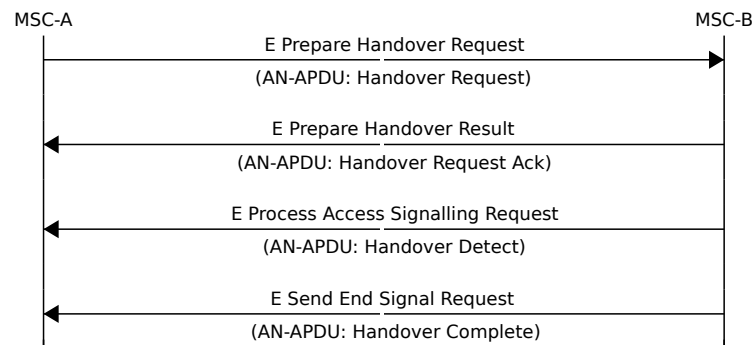 MSC-A MSC-B
E Prepare Handover Request
(AN-APDU: Handover Request)
E Prepare Handover Result
(AN-APDU: Handover Request Ack)
E Process Access Signalling Request
(AN-APDU: Handover Detect)
E Send End Signal Request
(AN-APDU: Handover Complete)